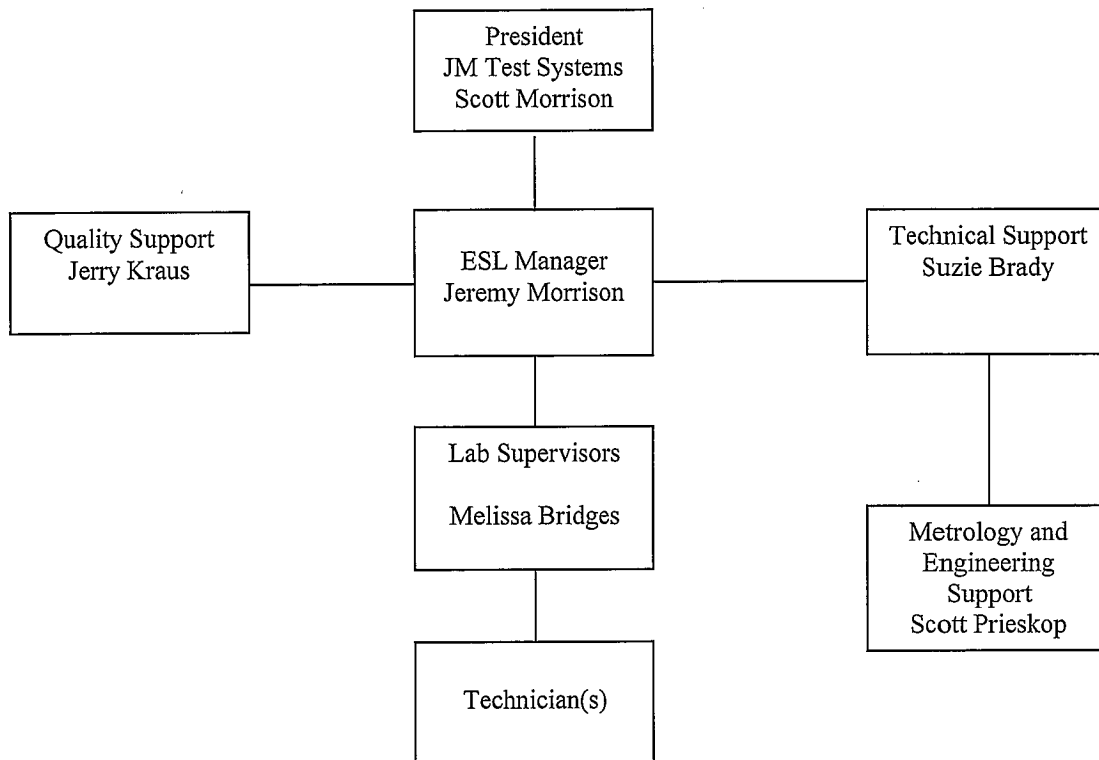 President
JM Test Systems
Scott Morrison
Quality Support
Jerry Kraus
ESL Manager
Jeremy Morrison
Technical Support
Suzie Brady
Lab Supervisors
Melissa Bridges
Metrology and
Engineering
Support
Scott Prieskop
Technician(s)